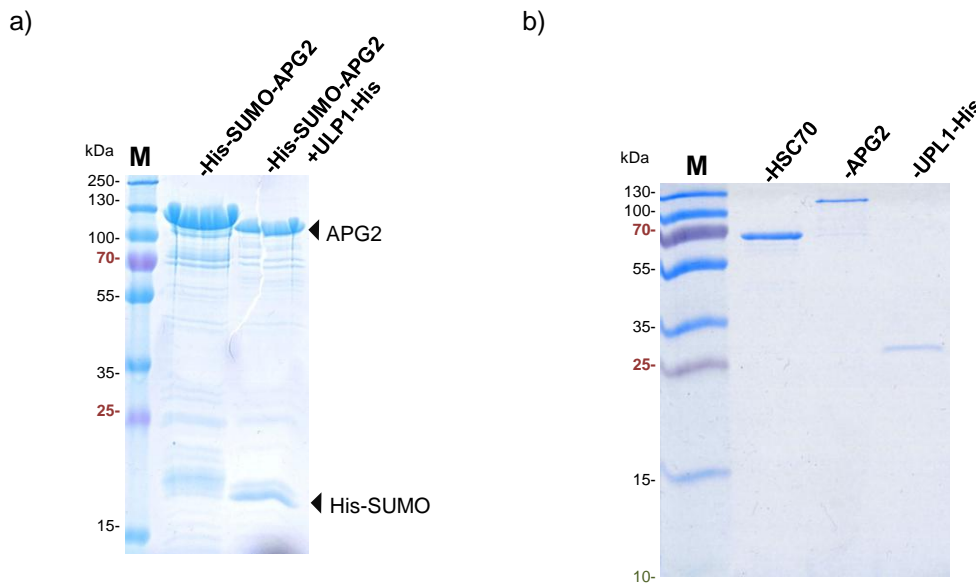 a)
-His-SUMO-APG2
-His-SUMO-APG2
+ULP1-His
kDa
M
250-
130-
100-
70-
55-
35-
25-
15-
APG2
His-SUMO
b)
-HSC70
-APG2
-UPL1-His
kDa
M
130-
100-
70-
55-
35-
25-
15-
10-